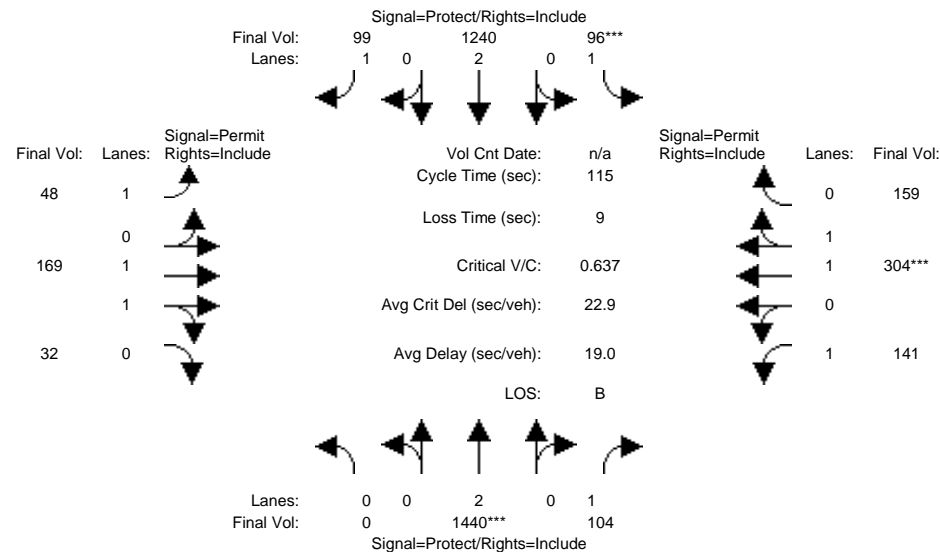 Signal=Protect/Rights=Include
Final Vol: 99 1240 96***
Lanes: 1 0 2 0 1
Signal=Permit Signal=Permit
Final Vol: Lanes: Rights=Include Vol Cnt Date: n/a Rights=Include Lanes: Final Vol:
Cycle Time (sec): 115
48 1 0 159
Loss Time (sec): 9
0 1
169 1 Critical V/C: 0.637 1 304***
1 Avg Crit Del (sec/veh): 22.9 0
32 0 Avg Delay (sec/veh): 19.0 1 141
LOS: B
Lanes: 0 0 2 0 1
Final Vol: 0 1440*** 104
Signal=Protect/Rights=Include